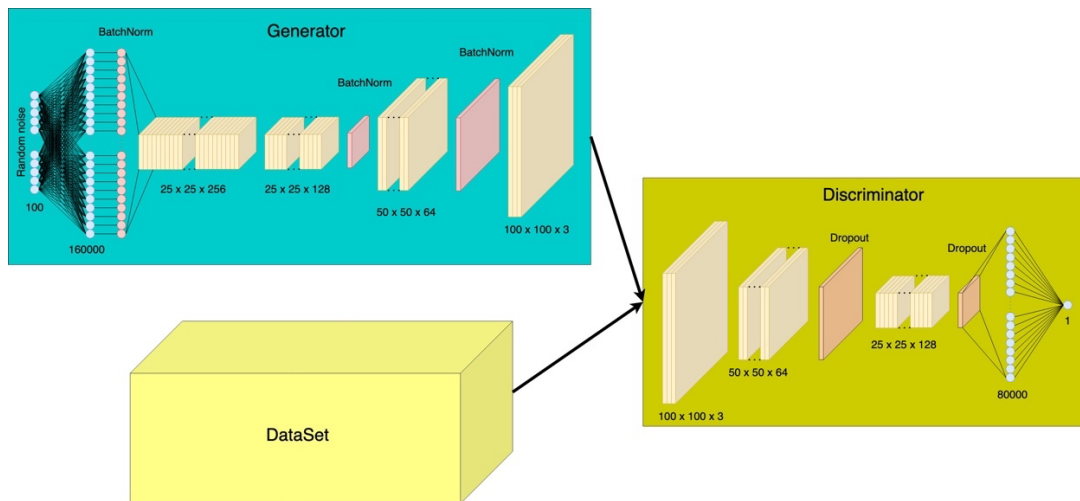 Generator
BatchNorm
Random noise
100
160000
25 x 25 x 256
25 x 25 x 128
BatchNorm
50 x 50 x 64
BatchNorm
100 x 100 x 3
Discriminator
100 x 100 x 3
50 x 50 x 64
Dropout
25 x 25 x 128
Dropout
80000
1
DataSet